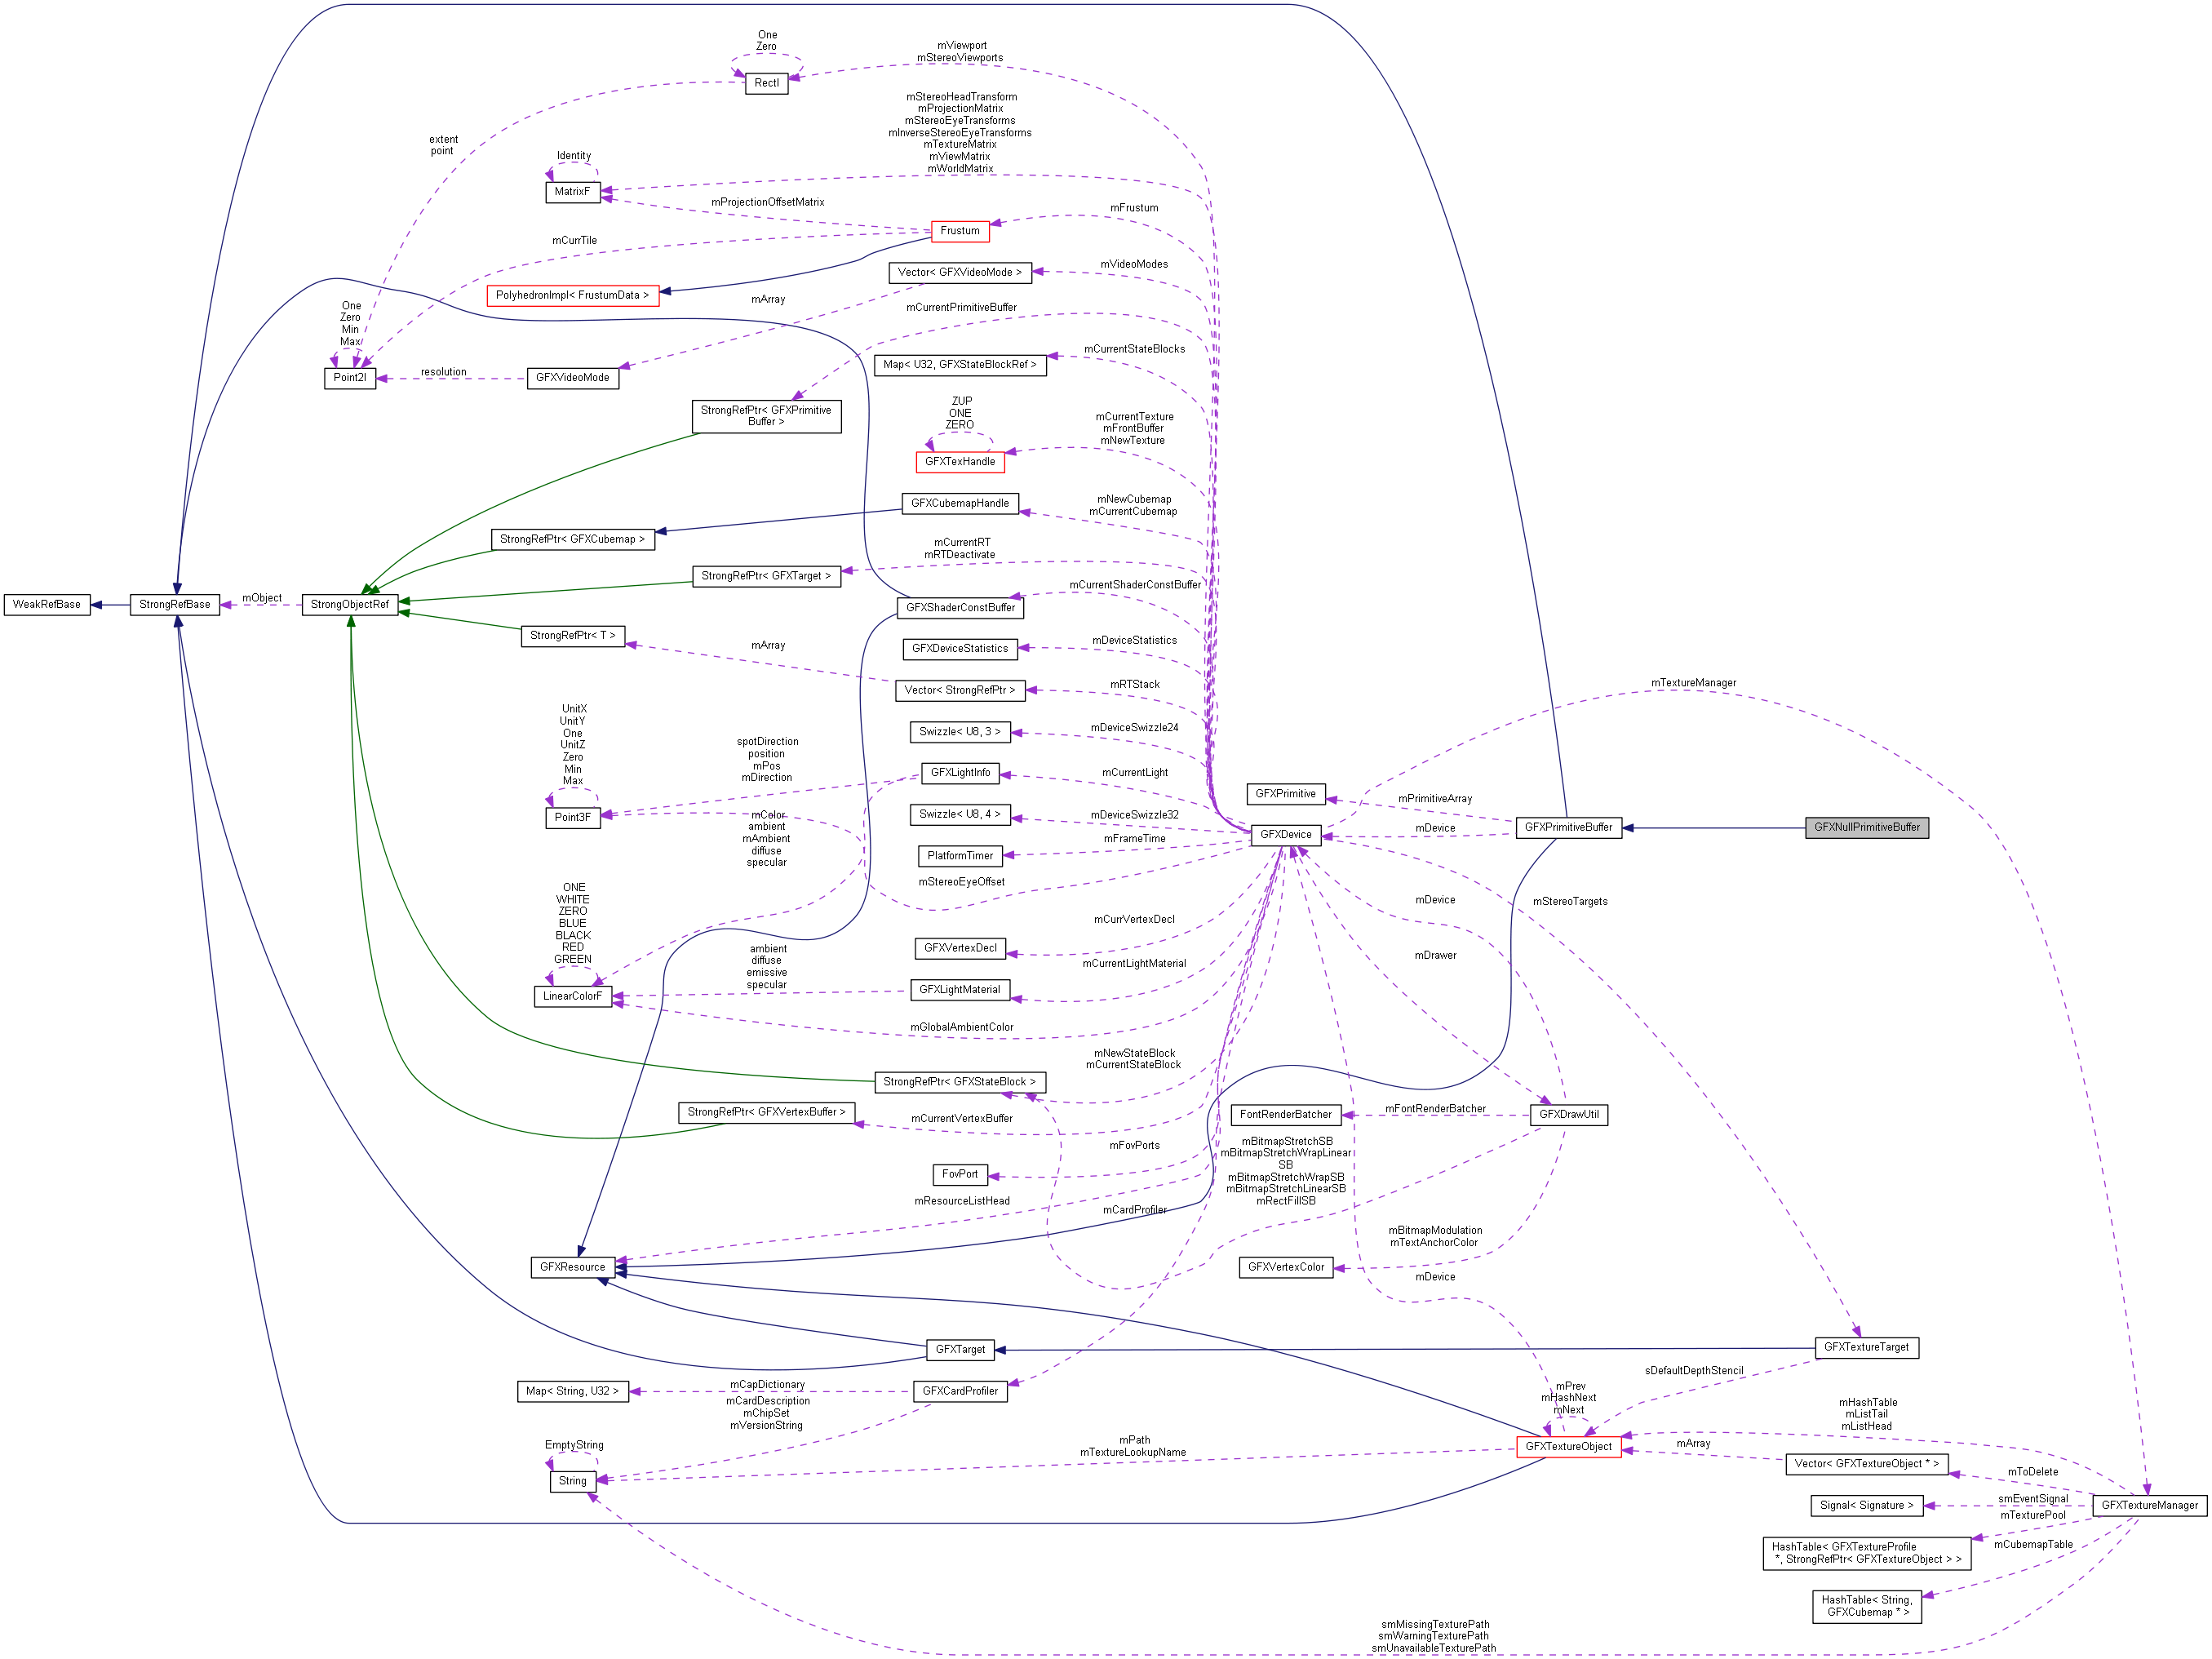 One
Zero
RectI
mViewport
mStereoViewports
extent
point
mStereoHeadTransform
mProjectionMatrix
mStereoEyeTransforms
mInverseStereoEyeTransforms
mTextureMatrix
mViewMatrix
mWorldMatrix
Identity
MatrixF
mProjectionOffsetMatrix
mFrustum
Frustum
mCurrTile
PolyhedronImpl< FrustumData >
Vector< GFXVideoMode >
mVideoModes
mArray
One
Zero
Min
Max
mCurrentPrimitiveBuffer
Point2I
resolution
GFXVideoMode
Map< U32, GFXStateBlockRef >
mCurrentStateBlocks
StrongRefPtr< GFXPrimitive
Buffer >
ZUP
ONE
ZERO
GFXTexHandle
mCurrentTexture
mFrontBuffer
mNewTexture
GFXCubemapHandle
mNewCubemap
mCurrentCubemap
StrongRefPtr< GFXCubemap >
mCurrentRT
mRTDeactivate
StrongRefPtr< GFXTarget >
mCurrentShaderConstBuffer
WeakRefBase
StrongRefBase
mObject
StrongObjectRef
GFXShaderConstBuffer
StrongRefPtr< T >
mArray
GFXDeviceStatistics
mDeviceStatistics
Vector< StrongRefPtr >
mRTStack
mTextureManager
UnitX
UnitY
One
UnitZ
Zero
Min
Max
Point3F
spotDirection
position
mPos
mDirection
Swizzle< U8, 3 >
mDeviceSwizzle24
GFXLightInfo
mCurrentLight
mColor
ambient
mAmbient
diffuse
specular
Swizzle< U8, 4 >
mDeviceSwizzle32
PlatformTimer
mFrameTime
mStereoEyeOffset
GFXDevice
GFXPrimitive
mPrimitiveArray
mDevice
GFXPrimitiveBuffer
GFXNullPrimitiveBuffer
ONE
WHITE
ZERO
BLUE
BLACK
RED
GREEN
LinearColorF
mCurrVertexDecl
GFXVertexDecl
ambient
diffuse
emissive
specular
GFXLightMaterial
mCurrentLightMaterial
mGlobalAmbientColor
mDevice
mDrawer
mStereoTargets
mNewStateBlock
mCurrentStateBlock
StrongRefPtr< GFXStateBlock >
StrongRefPtr< GFXVertexBuffer >
mCurrentVertexBuffer
FontRenderBatcher
mFontRenderBatcher
GFXDrawUtil
mFovPorts
FovPort
mBitmapStretchSB
mBitmapStretchWrapLinear
SB
mBitmapStretchWrapSB
mBitmapStretchLinearSB
mRectFillSB
mResourceListHead
mCardProfiler
mBitmapModulation
mTextAnchorColor
GFXResource
GFXVertexColor
mDevice
GFXTarget
GFXTextureTarget
sDefaultDepthStencil
Map< String, U32 >
mCapDictionary
GFXCardProfiler
mCardDescription
mChipSet
mVersionString
mPrev
mHashNext
mNext
mHashTable
mListTail
mListHead
EmptyString
String
mPath
mTextureLookupName
GFXTextureObject
mArray
Vector< GFXTextureObject * >
mToDelete
Signal< Signature >
smEventSignal
GFXTextureManager
mTexturePool
HashTable< GFXTextureProfile
*, StrongRefPtr< GFXTextureObject > >
mCubemapTable
HashTable< String,
GFXCubemap * >
smMissingTexturePath
smWarningTexturePath
smUnavailableTexturePath